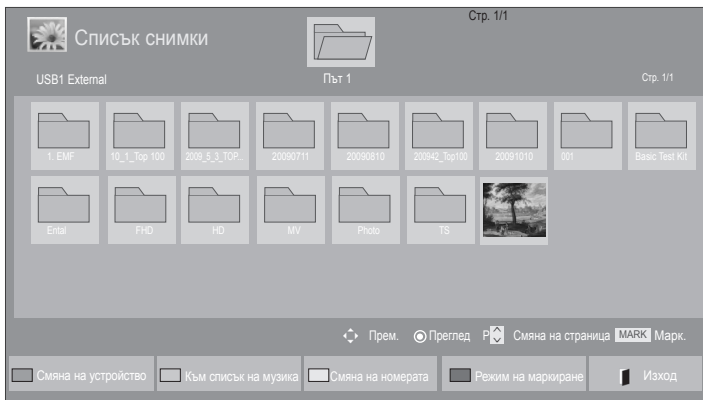 Стр. 1/1
Списък снимки
USB1 External
Път 1
Стр. 1/1
1. EMF
10_1_Top 100
2009_5_3_TOP...
20090711
20090810
200942_Top100
20091010
001
Basic Test Kit
Ental
FHD
HD
MV
Photo
TS
Прем.
Преглед
P
Смяна на страница
MARK
Марк.
Смяна на устройство
Към списък на музика
Смяна на номерата
Режим на маркиране
Изход